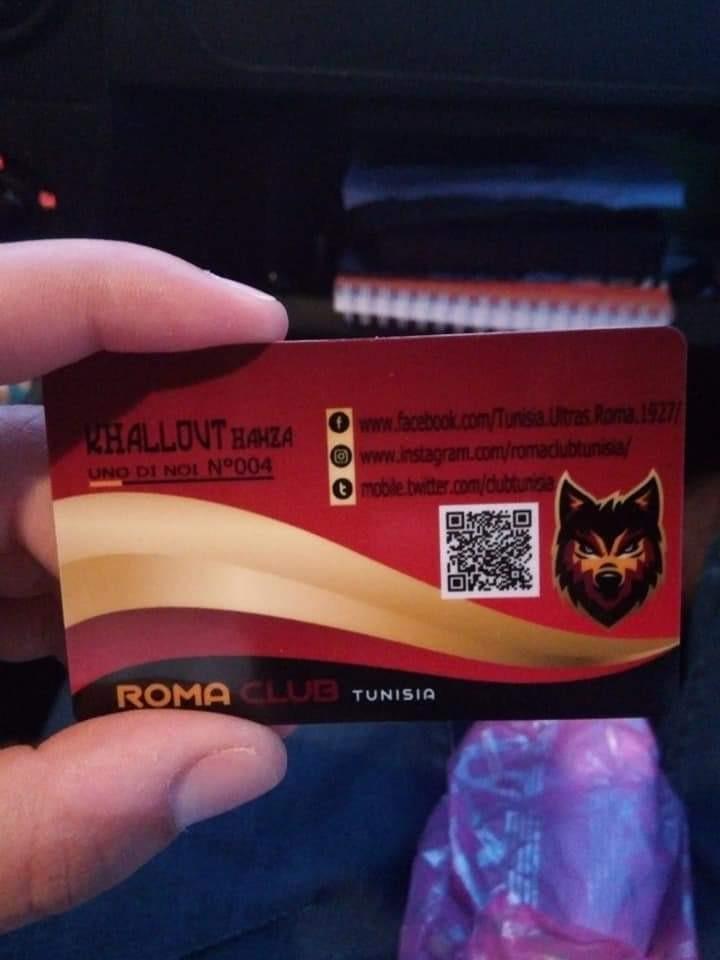 KHALLOUT HAMZA
UNO DI NOI N°004
www.facebook.com/Tunisia.Ultras.Roma.1927/
www.instagram.com/romaclubtunisia/
mobile.twitter.com/clubtunisia
ROMA CLUB TUNISIA